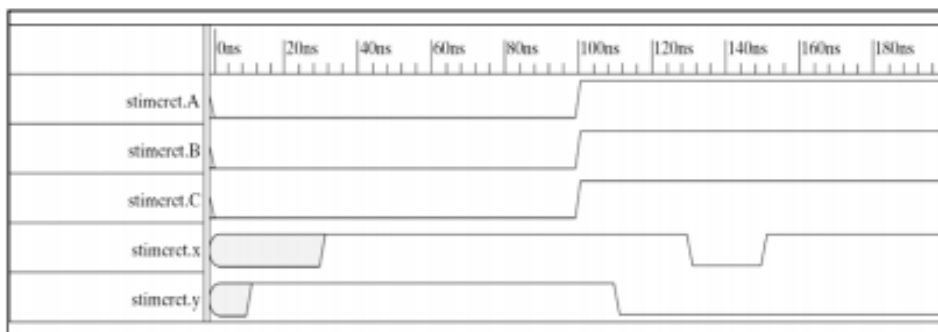 0ns 20ns 40ns 60ns 80ns 100ns 120ns 140ns 160ns 180ns
stimcrct.A
stimcrct.B
stimcrct.C
stimcrct.x
stimcrct.y